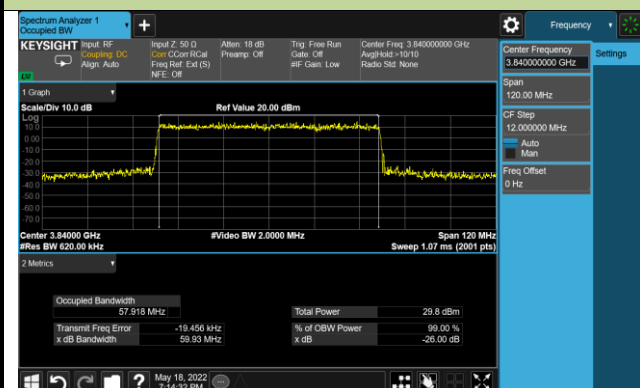 Spectrum Analyzer 1
Occupied BW
Frequency
KEYSIGHT
Input: RF
Coupling: DC
Align: Auto
Input Z: 50 Ω
Corr CCorr RCal
Freq Ref: Ext (S)
NFE: Off
Atten: 18 dB
Preamp: Off
Trig: Free Run
Gate: Off
#IF Gain: Low
Center Freq: 3.840000000 GHz
Avg|Hold:>10/10
Radio Std: None
Center Frequency
3.840000000 GHz
Settings
Span
120.00 MHz
CF Step
12.000000 MHz
Auto
Man
Freq Offset
0 Hz
1 Graph
Scale/Div 10.0 dB
Ref Value 20.00 dBm
Log
10.0
0.00
-10.0
-20.0
-30.0
-40.0
-50.0
-60.0
-70.0
Center 3.84000 GHz
#Video BW 2.0000 MHz
Span 120 MHz
#Res BW 620.00 kHz
Sweep 1.07 ms (2001 pts)
2 Metrics
Occupied Bandwidth
57.918 MHz
Total Power 29.8 dBm
Transmit Freq Error -19.456 kHz
% of OBW Power 99.00 %
x dB Bandwidth 59.93 MHz
x dB -26.00 dB
May 18, 2022
7:14:32 PM